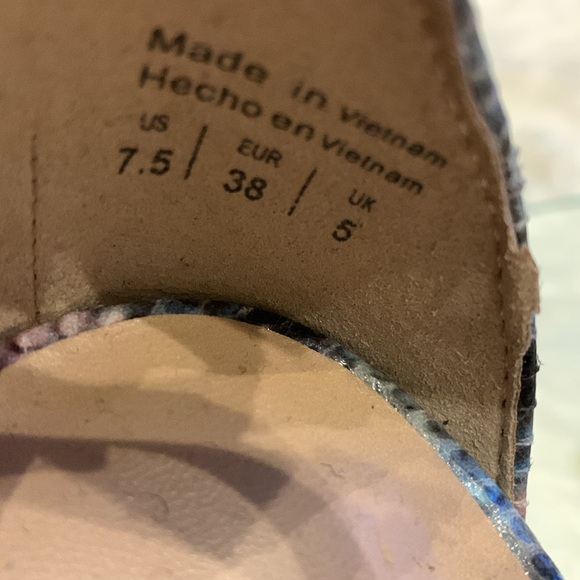 Made in Vietnam
Hecho en Vietnam
US | EUR | UK
7.5 | 38 | 5